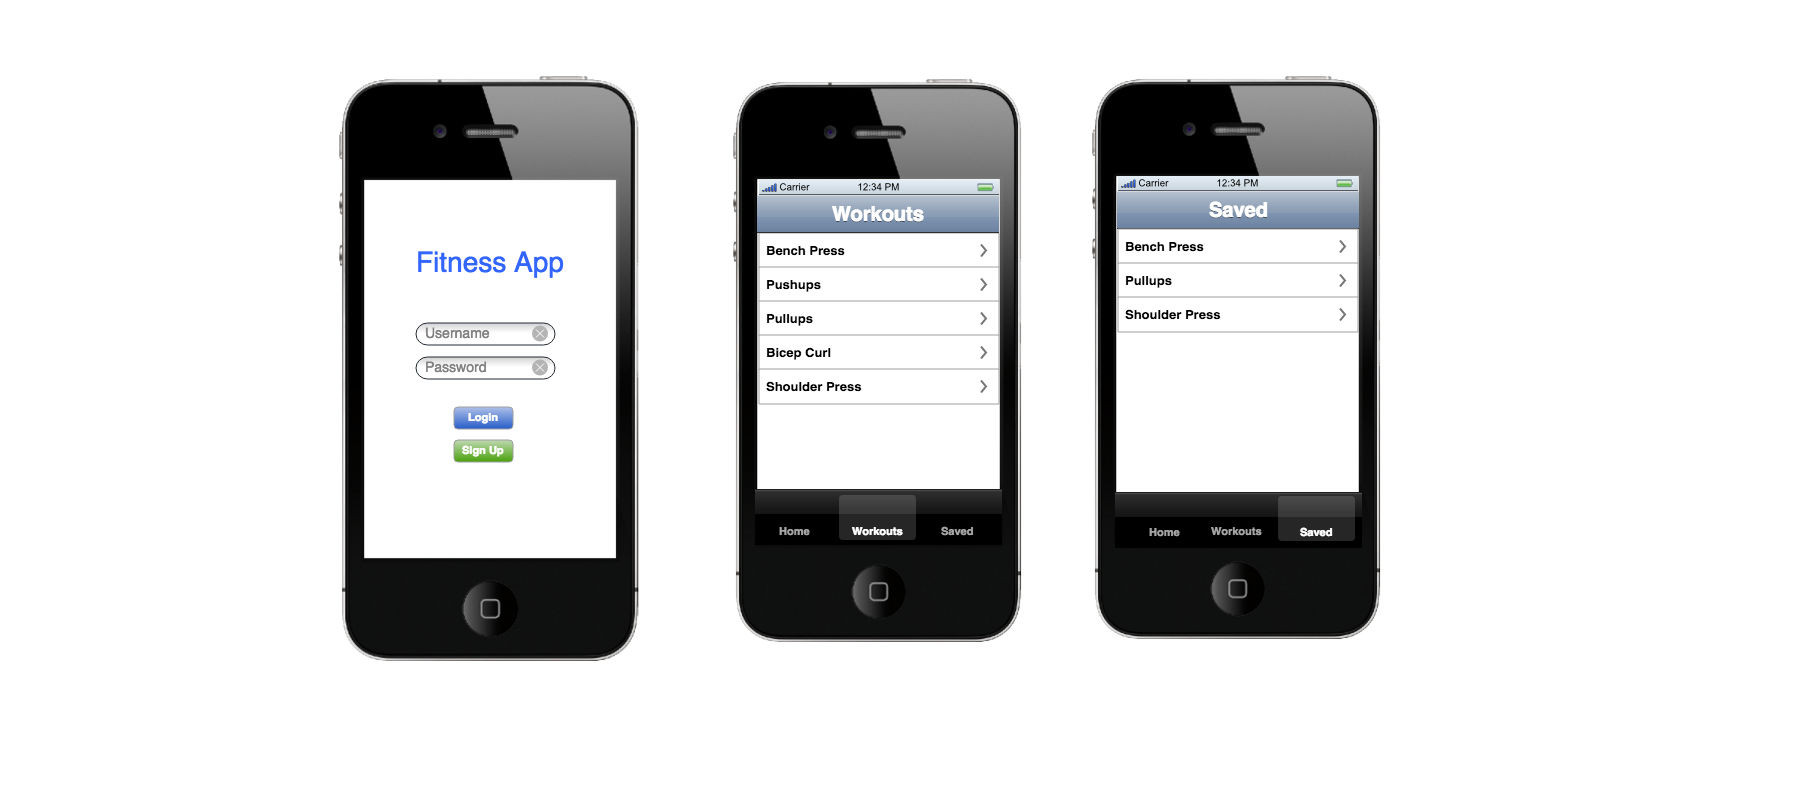 Fitness App
Username
Password
Login
Sign Up
Carrier 12:34 PM
Workouts
Bench Press
Pushups
Pullups
Bicep Curl
Shoulder Press
Home Workouts Saved
Carrier 12:34 PM
Saved
Bench Press
Pullups
Shoulder Press
Home Workouts Saved